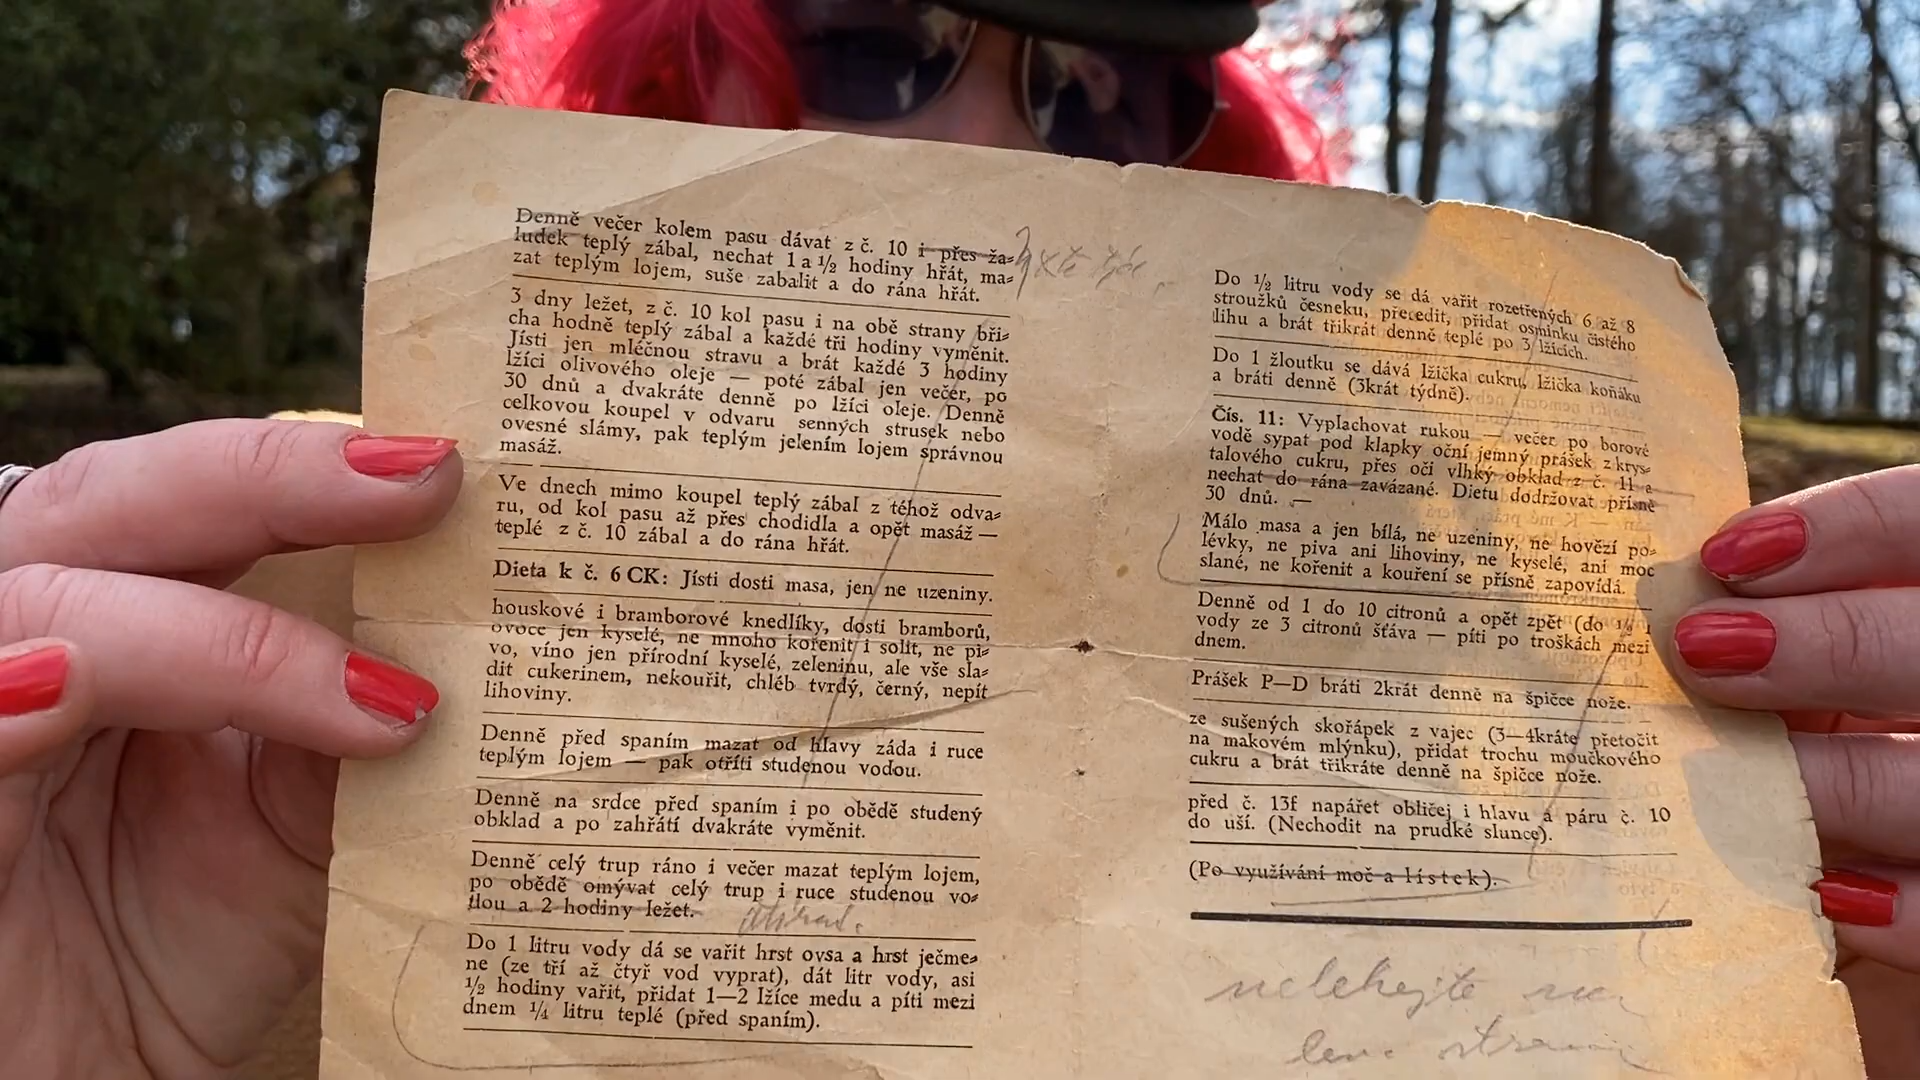 Denně večer kolem pasu dávat z č. 10 i přes ža=
ludek teplý zábal, nechat 1 a ½ hodiny hřát, ma=
zat teplým lojem, suše zabalit a do rána hřát.
3 dny ležet, z č. 10 kol pasu i na obě strany bři=
cha hodně teplý zábal a každé tři hodiny vyměnit.
Jísti jen mléčnou stravu a brát každé 3 hodiny
lžíci olivového oleje — poté zábal jen večer, po
30 dnů a dvakráte denně po lžíci oleje. Denně
celkovou koupel v odvaru senných strusek nebo
ovesné slámy, pak teplým jelením lojem správnou
masáž.
Ve dnech mimo koupel teplý zábal z téhož odva=
ru, od kol pasu až přes chodidla a opět masáž —
teplé z č. 10 zábal a do rána hřát.
Dieta k č. 6 CK: Jísti dosti masa, jen ne uzeniny.
houskové i bramborové knedlíky, dosti bramborů,
ovoce jen kyselé, ne mnoho kořenit i solit, ne pi=
vo, víno jen přírodní kyselé, zeleninu, ale vše sla=
dit cukerinem, nekouřit, chléb tvrdý, černý, nepít
lihoviny.
Denně před spaním mazat od hlavy záda i ruce
teplým lojem — pak otříti studenou vodou.
Denně na srdce před spaním i po obědě studený
obklad a po zahřátí dvakráte vyměnit.
Denně celý trup ráno i večer mazat teplým lojem,
po obědě omývat celý trup i ruce studenou vo=
dou a 2 hodiny ležet.
Do 1 litru vody dá se vařit hrst ovsa a hrst ječme=
ne (ze tří až čtyř vod vyprat), dát litr vody, asi
½ hodiny vařit, přidat 1—2 lžíce medu a píti mezi
dnem ¼ litru teplé (před spaním).
Do ½ litru vody se dá vařit rozetřených 6 až 8
stroužků česneku, přecedit, přidat osminku čistého
lihu a brát třikrát denně teplé po 3 lžících.
Do 1 žloutku se dává lžička cukru, lžička koňaku
a bráti denně (3krát týdně).
Čís. 11: Vyplachovat rukou — večer po borové
vodě sypat pod klapky oční jemný prášek z krys=
talového cukru, přes oči vlhký obklad z č. 11 a
nechat do rána zavázané. Dietu dodržovat přísně
30 dnů. —
Málo masa a jen bílá, ne uzeniny, ne hovězí po=
lévky, ne piva ani lihoviny, ne kyselé, ani moc
slané, ne kořenit a kouření se přísně zapovídá.
Denně od 1 do 10 citronů a opět zpět (do ½ l
vody ze 3 citronů šťáva — píti po troškách mezi
dnem.
Prášek P—D bráti 2krát denně na špičce nože.
ze sušených skořápek z vajec (3—4kráte přetočit
na makovém mlýnku), přidat trochu moučkového
cukru a brát třikráte denně na špičce nože.
před č. 13f napářet obličej i hlavu a páru č. 10
do uší. (Nechodit na prudké slunce).
(Po využívání moč a lístek).
nelehejte na